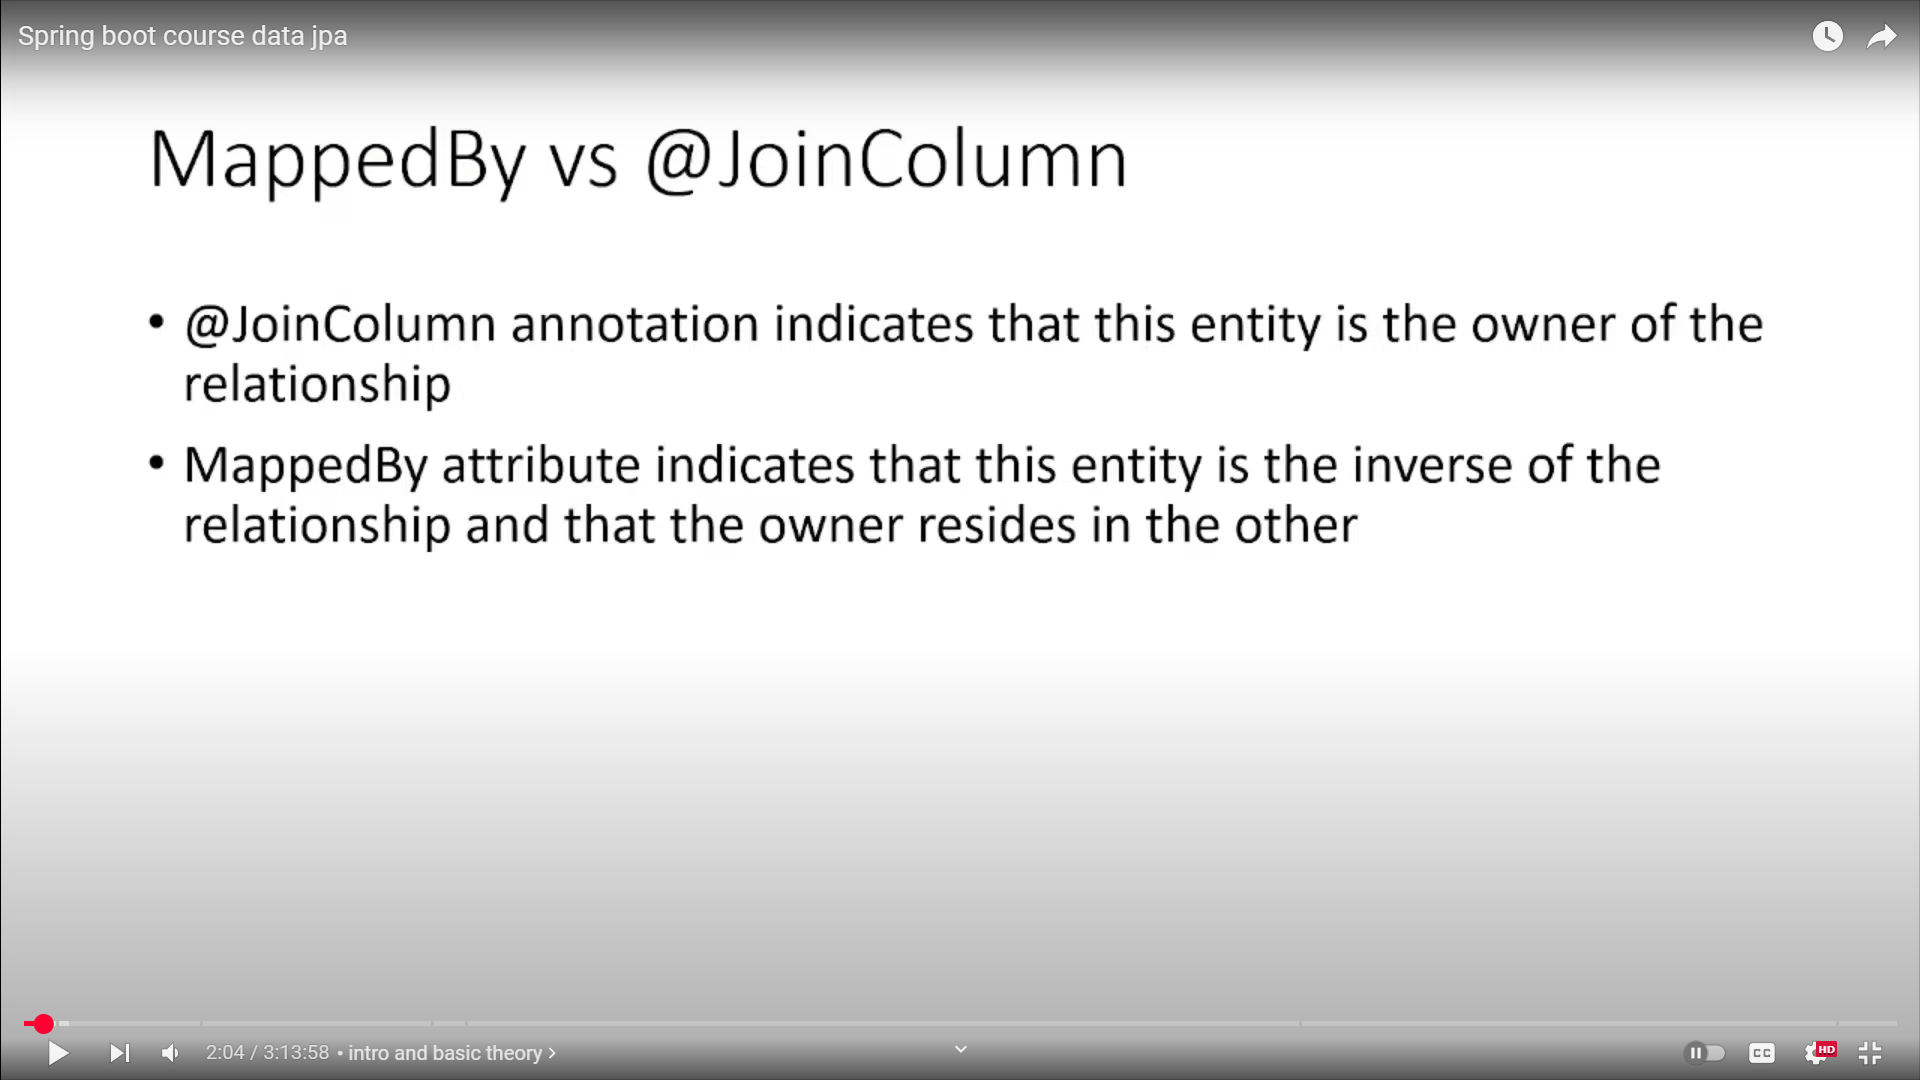 Spring boot course data jpa
MappedBy vs @JoinColumn
• @JoinColumn annotation indicates that this entity is the owner of the
relationship
• MappedBy attribute indicates that this entity is the inverse of the
relationship and that the owner resides in the other
2:04 / 3:13:58 • intro and basic theory
CC
HD